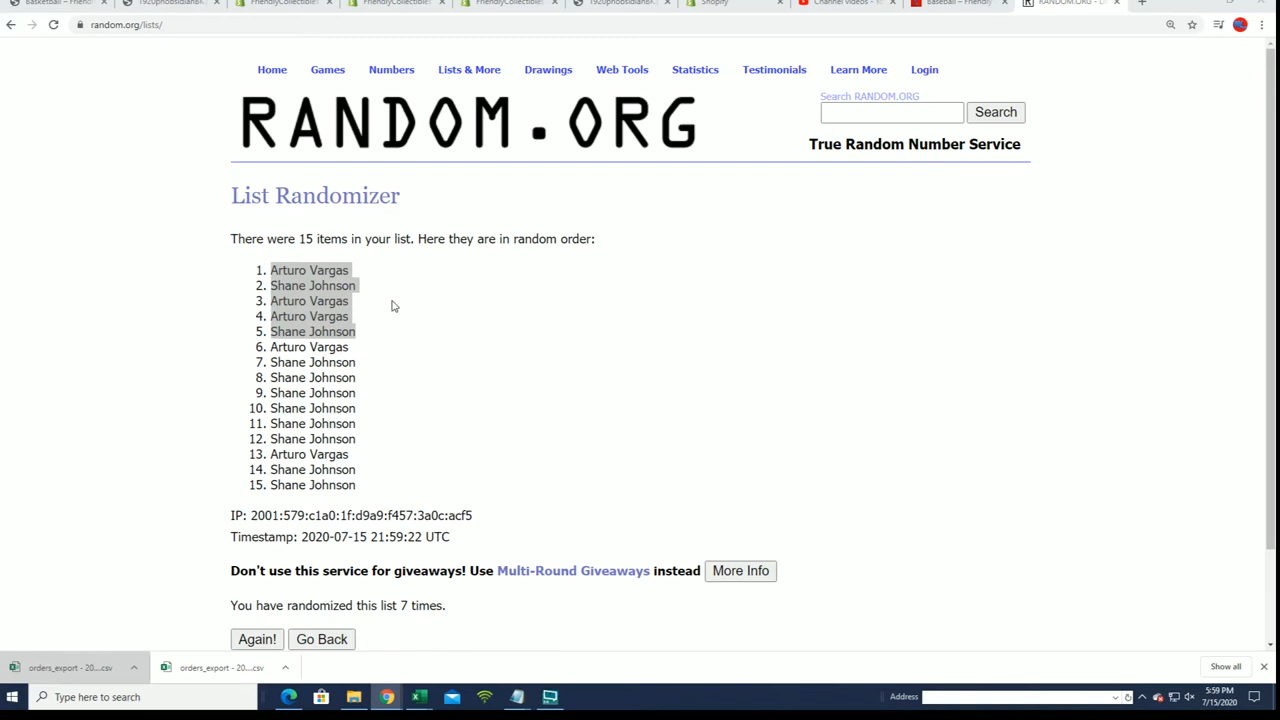 FriendlyCollectibles
FriendlyCollectibles
FriendlyCollectibles
Shopify
random.org/lists/
Home Games Numbers Lists & More Drawings Web Tools Statistics Testimonials Learn More Login
RANDOM.ORG
Search RANDOM.ORG
Search
True Random Number Service
List Randomizer
There were 15 items in your list. Here they are in random order:
1. Arturo Vargas
2. Shane Johnson
3. Arturo Vargas
4. Arturo Vargas
5. Shane Johnson
6. Arturo Vargas
7. Shane Johnson
8. Shane Johnson
9. Shane Johnson
10. Shane Johnson
11. Shane Johnson
12. Shane Johnson
13. Arturo Vargas
14. Shane Johnson
15. Shane Johnson
IP: 2001:579:c1a0:1f:d9a9:f457:3a0c:acf5
Timestamp: 2020-07-15 21:59:22 UTC
Don't use this service for giveaways! Use Multi-Round Giveaways instead More Info
You have randomized this list 7 times.
Again! Go Back
orders_export - 20....csv orders_export - 20....csv Show all
Type here to search Address 5:59 PM
7/15/2020